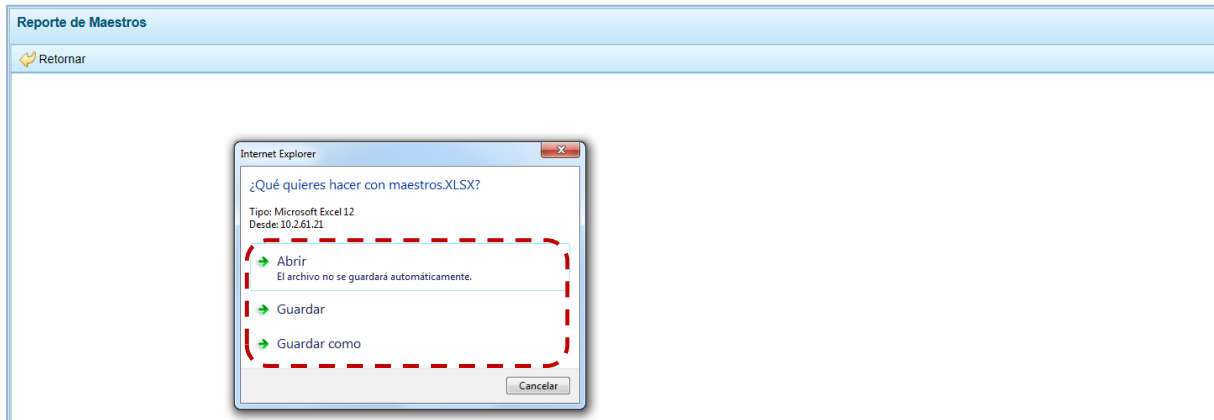 Reporte de Maestros
Retornar
Internet Explorer
¿Qué quieres hacer con maestros.XLSX?
Tipo: Microsoft Excel 12
Desde: 10.2.61.21
Abrir
El archivo no se guardará automáticamente.
Guardar
Guardar como
Cancelar